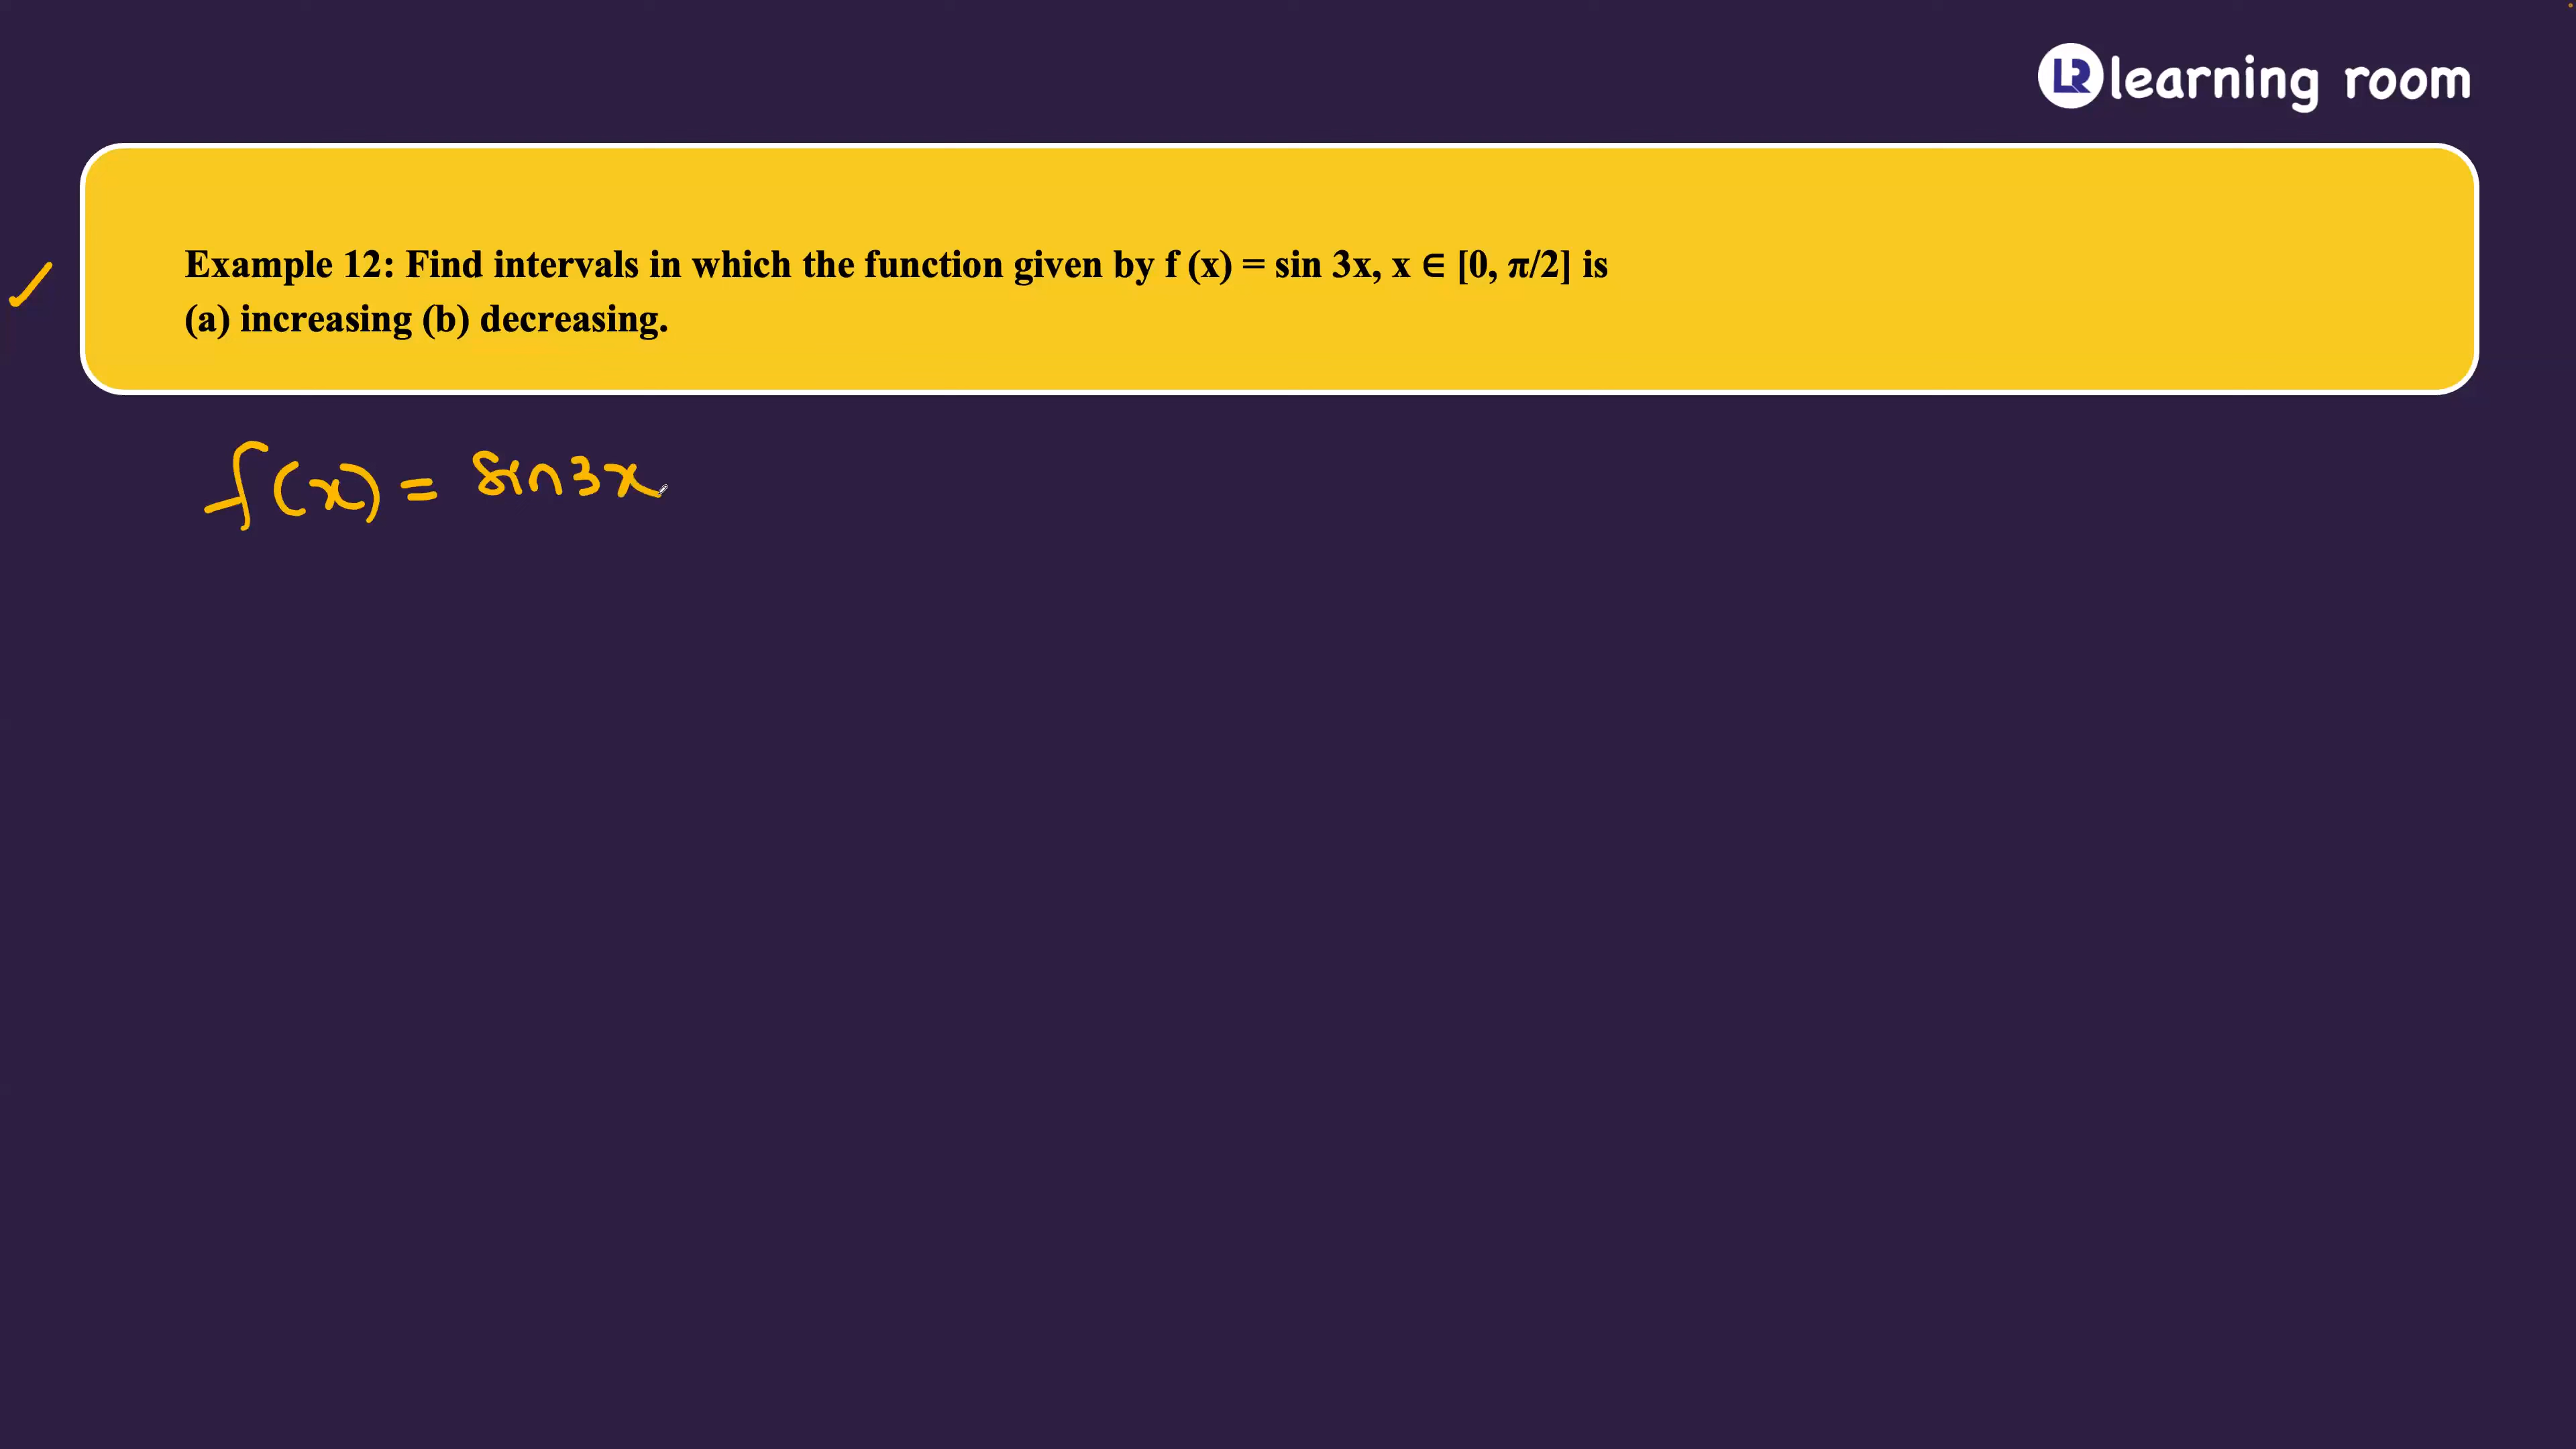 LR learning room
Example 12: Find intervals in which the function given by f (x) = sin 3x, x ∈ [0, π/2] is
(a) increasing (b) decreasing.
f(x) = sin3x